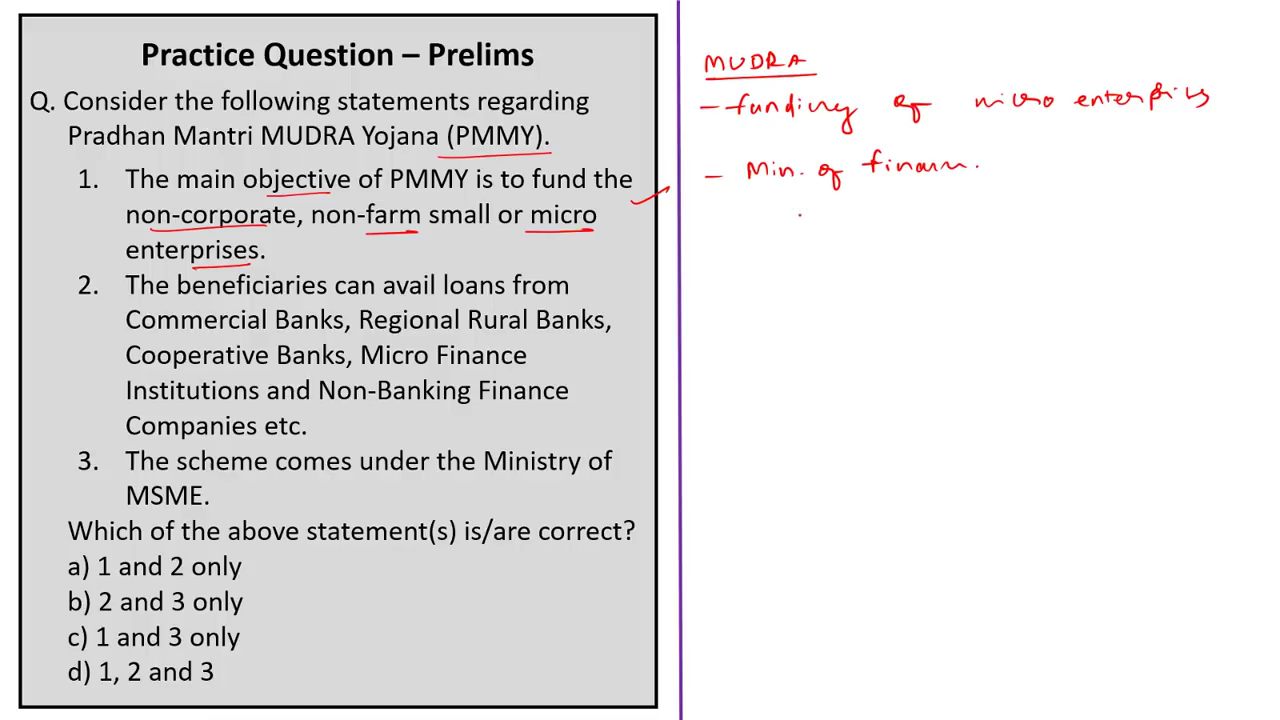 Practice Question – Prelims
Q. Consider the following statements regarding
Pradhan Mantri MUDRA Yojana (PMMY).
1. The main objective of PMMY is to fund the
non-corporate, non-farm small or micro
enterprises.
2. The beneficiaries can avail loans from
Commercial Banks, Regional Rural Banks,
Cooperative Banks, Micro Finance
Institutions and Non-Banking Finance
Companies etc.
3. The scheme comes under the Ministry of
MSME.
Which of the above statement(s) is/are correct?
a) 1 and 2 only
b) 2 and 3 only
c) 1 and 3 only
d) 1, 2 and 3
MUDRA
- funding of micro enterprises
- Min. of finance.